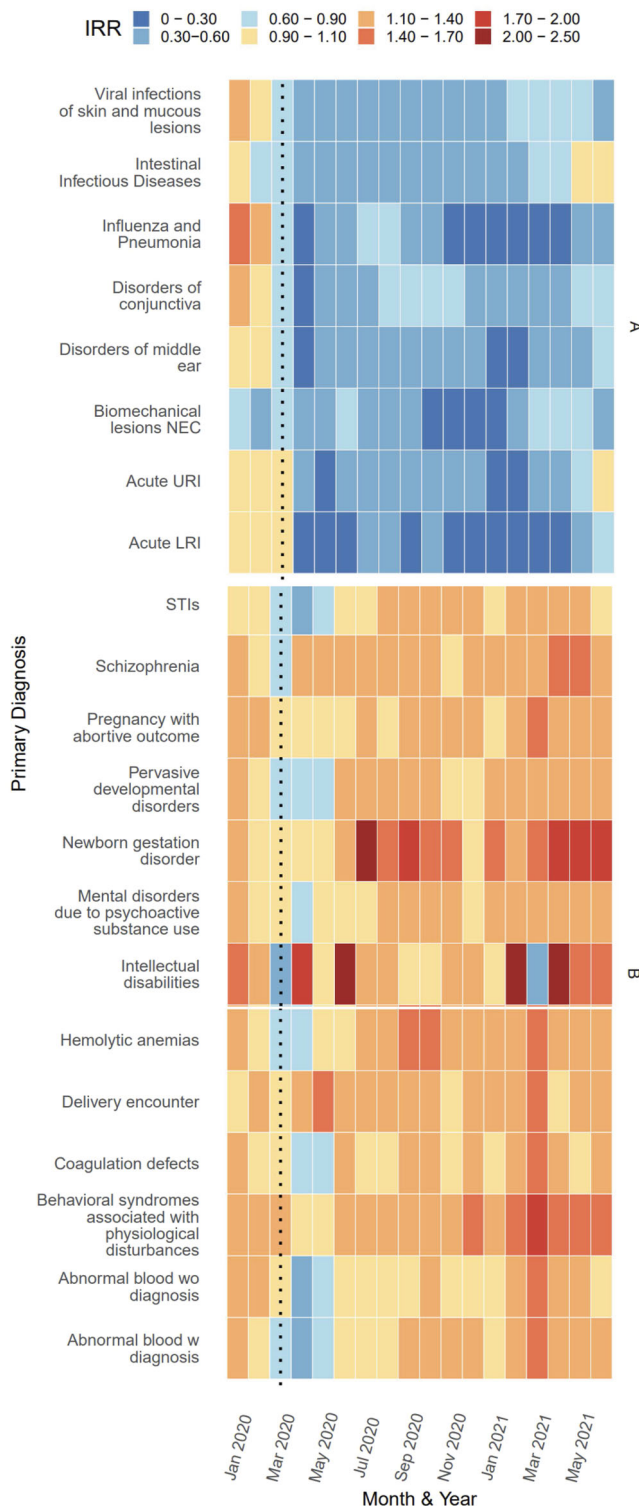 IRR
0 − 0.30
0.60 − 0.90
1.10 − 1.40
1.70 − 2.00
0.30−0.60
0.90 − 1.10
1.40 − 1.70
2.00 − 2.50
Viral infections
of skin and mucous
lesions
Intestinal
Infectious Diseases
Influenza and
Pneumonia
Disorders of
conjunctiva
Disorders of middle
ear
Biomechanical
lesions NEC
Acute URI
Acute LRI
A
Primary Diagnosis
STIs
Schizophrenia
Pregnancy with
abortive outcome
Pervasive
developmental
disorders
Newborn gestation
disorder
Mental disorders
due to psychoactive
substance use
Intellectual
disabilities
Hemolytic anemias
Delivery encounter
Coagulation defects
Behavioral syndromes
associated with
physiological
disturbances
Abnormal blood wo
diagnosis
Abnormal blood w
diagnosis
B
Jan 2020
Mar 2020
May 2020
Jul 2020
Sep 2020
Nov 2020
Jan 2021
Mar 2021
May 2021
Month & Year